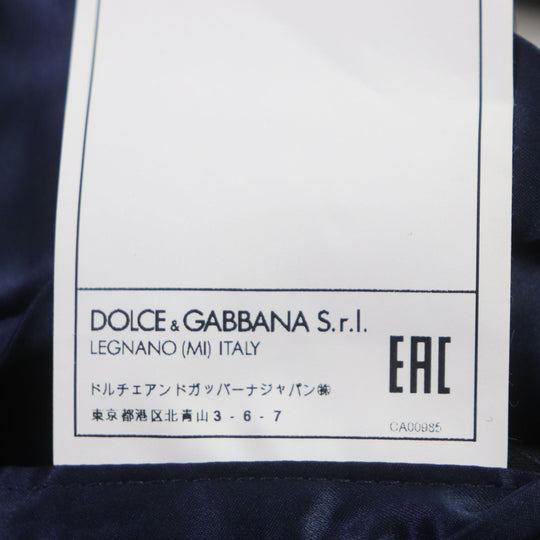 DOLCE & GABBANA S.r.l.
LEGNANO (MI) ITALY
EAC
ドルチェアンドガッバーナジャパン㈱
東京都港区北青山3-6-7
CA00985